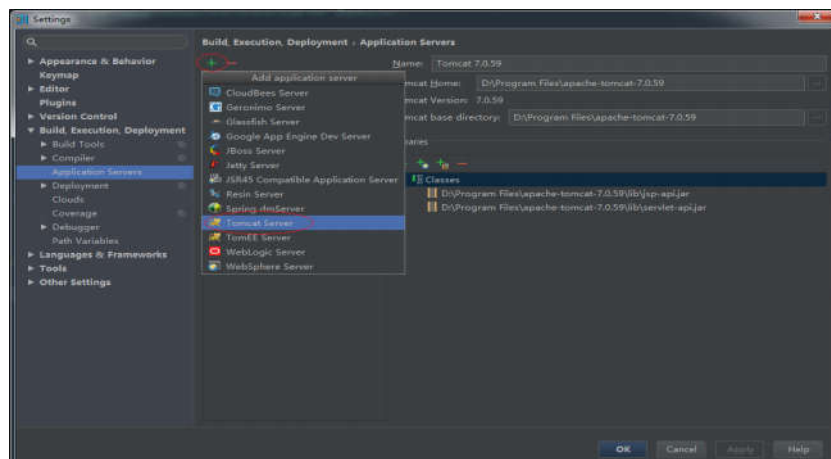 Settings
Build, Execution, Deployment › Application Servers
Appearance & Behavior
Keymap
Editor
Plugins
Version Control
Build, Execution, Deployment
Build Tools
Compiler
Application Servers
Deployment
Clouds
Coverage
Debugger
Path Variables
Languages & Frameworks
Tools
Other Settings
Add application server
CloudBees Server
Geronimo Server
Glassfish Server
Google App Engine Dev Server
JBoss Server
Jetty Server
JSR45 Compatible Application Server
Resin Server
Spring dmServer
Tomcat Server
TomEE Server
WebLogic Server
WebSphere Server
Name: Tomcat 7.0.59
mcat Home: D:\Program Files\apache-tomcat-7.0.59
mcat Version: 7.0.59
mcat base directory: D:\Program Files\apache-tomcat-7.0.59
raries
Classes
D:\Program Files\apache-tomcat-7.0.59\lib\jsp-api.jar
D:\Program Files\apache-tomcat-7.0.59\lib\servlet-api.jar
OK Cancel Apply Help